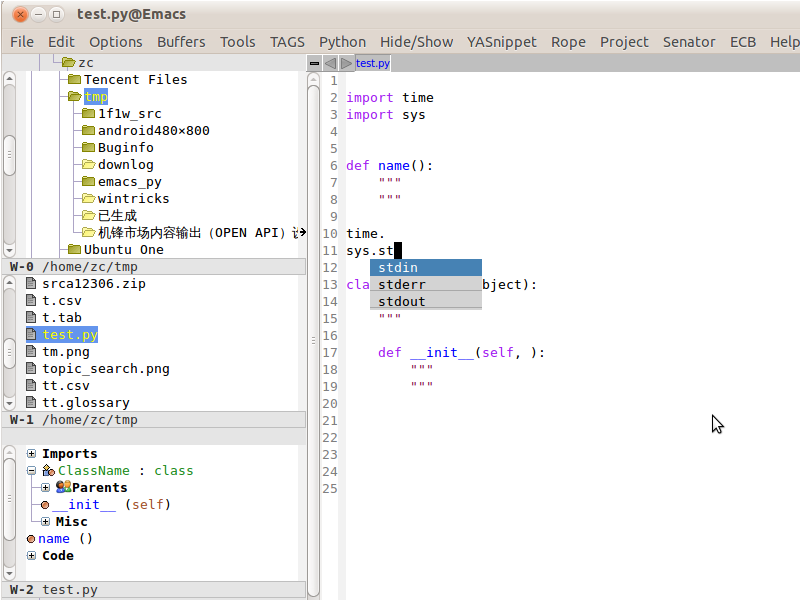 test.py@Emacs
File Edit Options Buffers Tools TAGS Python Hide/Show YASnippet Rope Project Senator ECB Help
zc
Tencent Files
tmp
1f1w_src
android480×800
Buginfo
downlog
emacs_py
wintricks
已生成
机锋市场内容输出（OPEN API）
Ubuntu One
W-0 /home/zc/tmp
srca12306.zip
t.csv
t.tab
test.py
tm.png
topic_search.png
tt.csv
tt.glossary
W-1 /home/zc/tmp
Imports
ClassName : class
Parents
__init__ (self)
Misc
name ()
Code
W-2 test.py
test.py
1
2 import time
3 import sys
4
5
6 def name():
7 """
8 """
9
10 time.
11 sys.st
12 stdin
13 cla stderr bject):
14 stdout
15 """
16
17 def __init__(self, ):
18 """
19 """
20
21
22
23
24
25